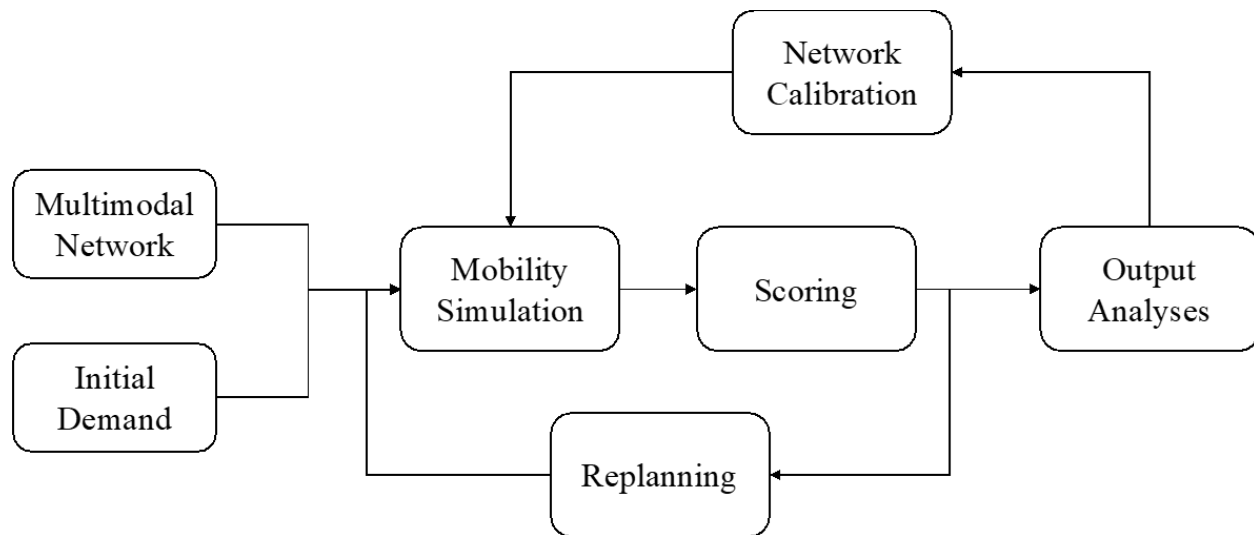 Network
Calibration
Multimodal
Network
Mobility
Simulation
Scoring
Output
Analyses
Initial
Demand
Replanning